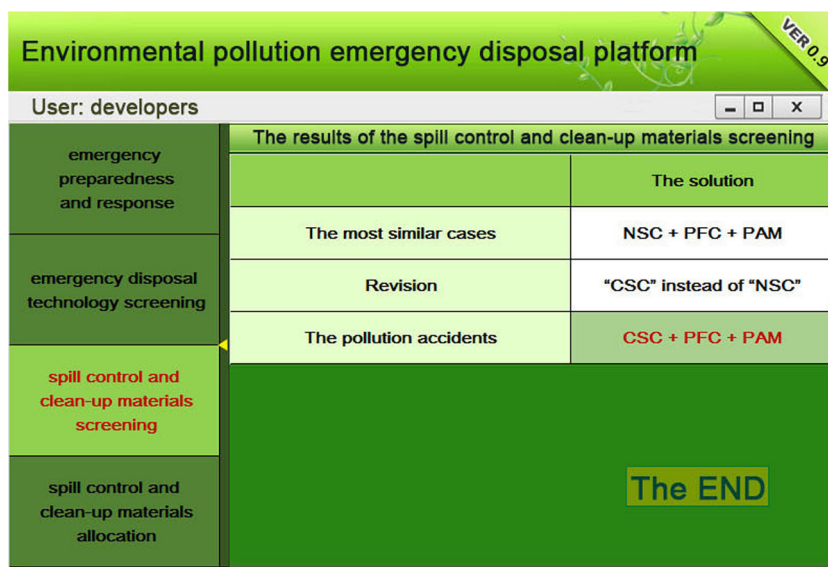 Environmental pollution emergency disposal platform
VER 0.9
User: developers
X
emergency
preparedness
and response
emergency disposal
technology screening
spill control and
clean-up materials
screening
spill control and
clean-up materials
allocation
The results of the spill control and clean-up materials screening
The solution
The most similar cases
NSC + PFC + PAM
Revision
“CSC” instead of “NSC”
The pollution accidents
CSC + PFC + PAM
The END